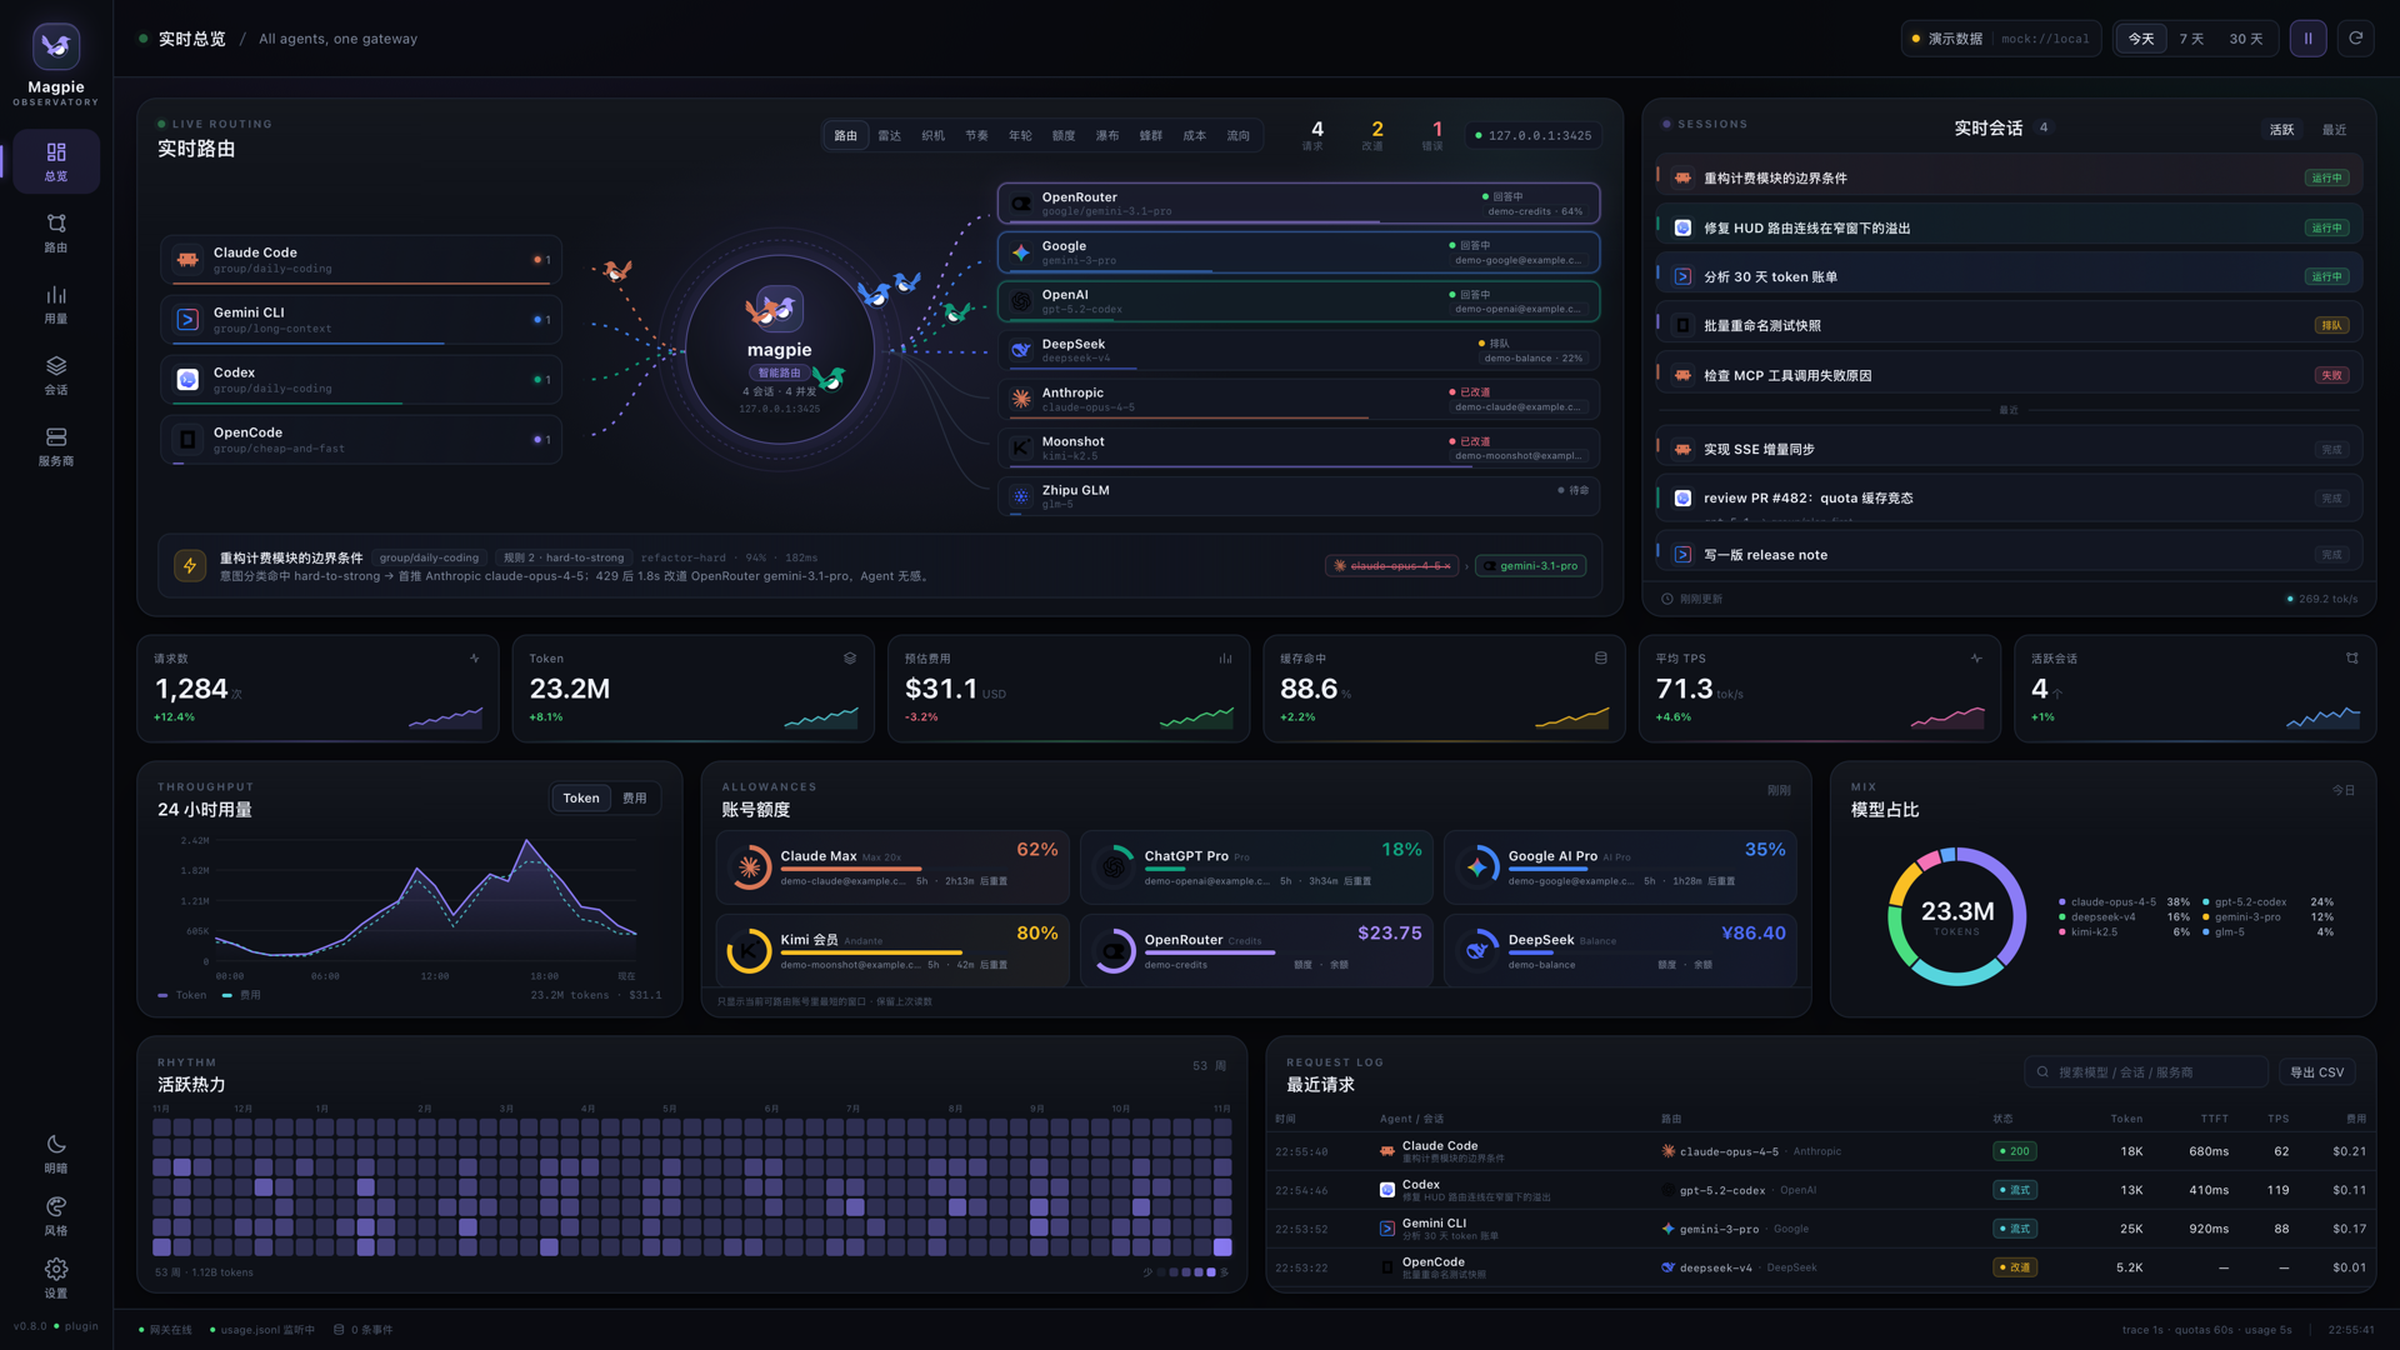 Magpie
OBSERVATORY
总览
路由
用量
会话
服务商
明暗
风格
设置
v0.8.0 plugin
实时总览 / All agents, one gateway
演示数据 mock://local
今天 7 天 30 天
LIVE ROUTING
实时路由
路由 雷达 织机 节奏 年轮 额度 瀑布 蜂群 成本 流向
4 请求
2 改道
1 错误
127.0.0.1:3425
Claude Code 1
group/daily-coding
Gemini CLI 1
group/long-context
Codex 1
group/daily-coding
OpenCode 1
group/cheap-and-fast
magpie
智能路由
4 会话 · 4 并发
127.0.0.1:3425
OpenRouter 回答中
google/gemini-3.1-pro demo-credits · 64%
Google 回答中
gemini-3-pro demo-google@example.c...
OpenAI 回答中
gpt-5.2-codex demo-openai@example.c...
DeepSeek 排队
deepseek-v4 demo-balance · 22%
Anthropic 已改道
claude-opus-4-5 demo-claude@example.c...
Moonshot 已改道
kimi-k2.5 demo-moonshot@exampl...
Zhipu GLM 待命
glm-5
重构计费模块的边界条件 group/daily-coding 规则 2 · hard-to-strong refactor-hard · 94% · 182ms
意图分类命中 hard-to-strong → 首推 Anthropic claude-opus-4-5；429 后 1.8s 改道 OpenRouter gemini-3.1-pro，Agent 无感。
claude-opus-4-5 × › gemini-3.1-pro
SESSIONS
实时会话 4
活跃 最近
重构计费模块的边界条件 运行中
修复 HUD 路由连线在窄窗下的溢出 运行中
分析 30 天 token 账单 运行中
批量重命名测试快照 排队
检查 MCP 工具调用失败原因 失败
最近
实现 SSE 增量同步 完成
review PR #482：quota 缓存竞态 完成
写一版 release note 完成
刚刚更新 269.2 tok/s
请求数
1,284 次
+12.4%
Token
23.2M
+8.1%
预估费用
$31.1 USD
-3.2%
缓存命中
88.6 %
+2.2%
平均 TPS
71.3 tok/s
+4.6%
活跃会话
4 个
+1%
THROUGHPUT
24 小时用量
Token 费用
2.42M
1.82M
1.21M
605K
0
00:00 06:00 12:00 18:00 现在
Token 费用 23.2M tokens · $31.1
ALLOWANCES
账号额度
刚刚
Claude Max Max 20x 62%
demo-claude@example.c... 5h · 2h13m 后重置
ChatGPT Pro Pro 18%
demo-openai@example.c... 5h · 3h34m 后重置
Google AI Pro AI Pro 35%
demo-google@example.c... 5h · 1h28m 后重置
Kimi 会员 Andante 80%
demo-moonshot@example.c... 5h · 42m 后重置
OpenRouter Credits $23.75
demo-credits 额度 · 余额
DeepSeek Balance ¥86.40
demo-balance 额度 · 余额
只显示当前可路由账号里最短的窗口 · 保留上次读数
MIX
模型占比
今日
23.3M
TOKENS
claude-opus-4-5 38% gpt-5.2-codex 24%
deepseek-v4 16% gemini-3-pro 12%
kimi-k2.5 6% glm-5 4%
RHYTHM
活跃热力
53 周
11月 12月 1月 2月 3月 4月 5月 6月 7月 8月 9月 10月 11月
53 周 · 1.12B tokens
少 多
REQUEST LOG
最近请求
搜索模型 / 会话 / 服务商
导出 CSV
时间 Agent / 会话 路由 状态 Token TTFT TPS 费用
22:55:40 Claude Code claude-opus-4-5 · Anthropic 200 18K 680ms 62 $0.21
重构计费模块的边界条件
22:54:46 Codex gpt-5.2-codex · OpenAI 流式 13K 410ms 119 $0.11
修复 HUD 路由连线在窄窗下的溢出
22:53:52 Gemini CLI gemini-3-pro · Google 流式 25K 920ms 88 $0.17
分析 30 天 token 账单
22:53:22 OpenCode deepseek-v4 · DeepSeek 改道 5.2K — — $0.01
批量重命名测试快照
网关在线 usage.jsonl 监听中 0 条事件
trace 1s · quotas 60s · usage 5s 22:55:41